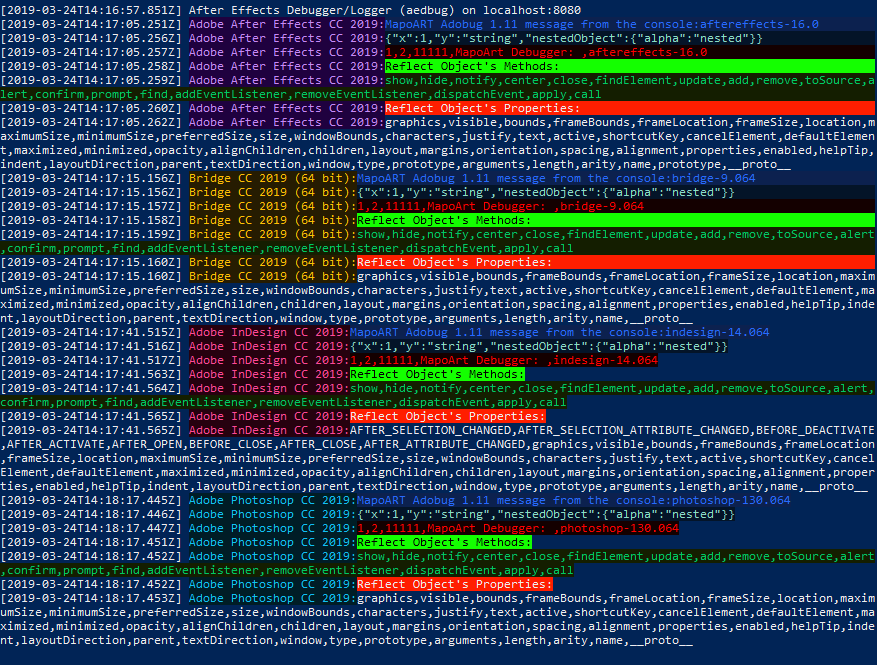 [2019-03-24T14:16:57.851Z] After Effects Debugger/Logger (aedbug) on localhost:8080
[2019-03-24T14:17:05.251Z] Adobe After Effects CC 2019:MapoART Adobug 1.11 message from the console:aftereffects-16.0
[2019-03-24T14:17:05.256Z] Adobe After Effects CC 2019:{"x":1,"y":"string","nestedObject":{"alpha":"nested"}}
[2019-03-24T14:17:05.257Z] Adobe After Effects CC 2019:1,2,11111,MapoArt Debugger: ,aftereffects-16.0
[2019-03-24T14:17:05.258Z] Adobe After Effects CC 2019:Reflect Object's Methods:
[2019-03-24T14:17:05.259Z] Adobe After Effects CC 2019:show,hide,notify,center,close,findElement,update,add,remove,toSource,a
lert,confirm,prompt,find,addEventListener,removeEventListener,dispatchEvent,apply,call
[2019-03-24T14:17:05.260Z] Adobe After Effects CC 2019:Reflect Object's Properties:
[2019-03-24T14:17:05.262Z] Adobe After Effects CC 2019:graphics,visible,bounds,frameBounds,frameLocation,frameSize,location,m
aximumSize,minimumSize,preferredSize,size,windowBounds,characters,justify,text,active,shortcutKey,cancelElement,defaultElemen
t,maximized,minimized,opacity,alignChildren,children,layout,margins,orientation,spacing,alignment,properties,enabled,helpTip,
indent,layoutDirection,parent,textDirection,window,type,prototype,arguments,length,arity,name,prototype,__proto__
[2019-03-24T14:17:15.156Z] Bridge CC 2019 (64 bit):MapoART Adobug 1.11 message from the console:bridge-9.064
[2019-03-24T14:17:15.156Z] Bridge CC 2019 (64 bit):{"x":1,"y":"string","nestedObject":{"alpha":"nested"}}
[2019-03-24T14:17:15.157Z] Bridge CC 2019 (64 bit):1,2,11111,MapoArt Debugger: ,bridge-9.064
[2019-03-24T14:17:15.158Z] Bridge CC 2019 (64 bit):Reflect Object's Methods:
[2019-03-24T14:17:15.159Z] Bridge CC 2019 (64 bit):show,hide,notify,center,close,findElement,update,add,remove,toSource,alert
,confirm,prompt,find,addEventListener,removeEventListener,dispatchEvent,apply,call
[2019-03-24T14:17:15.160Z] Bridge CC 2019 (64 bit):Reflect Object's Properties:
[2019-03-24T14:17:15.160Z] Bridge CC 2019 (64 bit):graphics,visible,bounds,frameBounds,frameLocation,frameSize,location,maxim
umSize,minimumSize,preferredSize,size,windowBounds,characters,justify,text,active,shortcutKey,cancelElement,defaultElement,ma
ximized,minimized,opacity,alignChildren,children,layout,margins,orientation,spacing,alignment,properties,enabled,helpTip,inde
nt,layoutDirection,parent,textDirection,window,type,prototype,arguments,length,arity,name,__proto__
[2019-03-24T14:17:41.515Z] Adobe InDesign CC 2019:MapoART Adobug 1.11 message from the console:indesign-14.064
[2019-03-24T14:17:41.516Z] Adobe InDesign CC 2019:{"x":1,"y":"string","nestedObject":{"alpha":"nested"}}
[2019-03-24T14:17:41.517Z] Adobe InDesign CC 2019:1,2,11111,MapoArt Debugger: ,indesign-14.064
[2019-03-24T14:17:41.563Z] Adobe InDesign CC 2019:Reflect Object's Methods:
[2019-03-24T14:17:41.564Z] Adobe InDesign CC 2019:show,hide,notify,center,close,findElement,update,add,remove,toSource,alert,
confirm,prompt,find,addEventListener,removeEventListener,dispatchEvent,apply,call
[2019-03-24T14:17:41.565Z] Adobe InDesign CC 2019:Reflect Object's Properties:
[2019-03-24T14:17:41.565Z] Adobe InDesign CC 2019:AFTER_SELECTION_CHANGED,AFTER_SELECTION_ATTRIBUTE_CHANGED,BEFORE_DEACTIVATE
,AFTER_ACTIVATE,AFTER_OPEN,BEFORE_CLOSE,AFTER_CLOSE,AFTER_ATTRIBUTE_CHANGED,graphics,visible,bounds,frameBounds,frameLocation
,frameSize,location,maximumSize,minimumSize,preferredSize,size,windowBounds,characters,justify,text,active,shortcutKey,cancel
Element,defaultElement,maximized,minimized,opacity,alignChildren,children,layout,margins,orientation,spacing,alignment,proper
ties,enabled,helpTip,indent,layoutDirection,parent,textDirection,window,type,prototype,arguments,length,arity,name,__proto__
[2019-03-24T14:18:17.445Z] Adobe Photoshop CC 2019:MapoART Adobug 1.11 message from the console:photoshop-130.064
[2019-03-24T14:18:17.446Z] Adobe Photoshop CC 2019:{"x":1,"y":"string","nestedObject":{"alpha":"nested"}}
[2019-03-24T14:18:17.447Z] Adobe Photoshop CC 2019:1,2,11111,MapoArt Debugger: ,photoshop-130.064
[2019-03-24T14:18:17.451Z] Adobe Photoshop CC 2019:Reflect Object's Methods:
[2019-03-24T14:18:17.452Z] Adobe Photoshop CC 2019:show,hide,notify,center,close,findElement,update,add,remove,toSource,alert
,confirm,prompt,find,addEventListener,removeEventListener,dispatchEvent,apply,call
[2019-03-24T14:18:17.452Z] Adobe Photoshop CC 2019:Reflect Object's Properties:
[2019-03-24T14:18:17.453Z] Adobe Photoshop CC 2019:graphics,visible,bounds,frameBounds,frameLocation,frameSize,location,maxim
umSize,minimumSize,preferredSize,size,windowBounds,characters,justify,text,active,shortcutKey,cancelElement,defaultElement,ma
ximized,minimized,opacity,alignChildren,children,layout,margins,orientation,spacing,alignment,properties,enabled,helpTip,inde
nt,layoutDirection,parent,textDirection,window,type,prototype,arguments,length,arity,name,__proto__